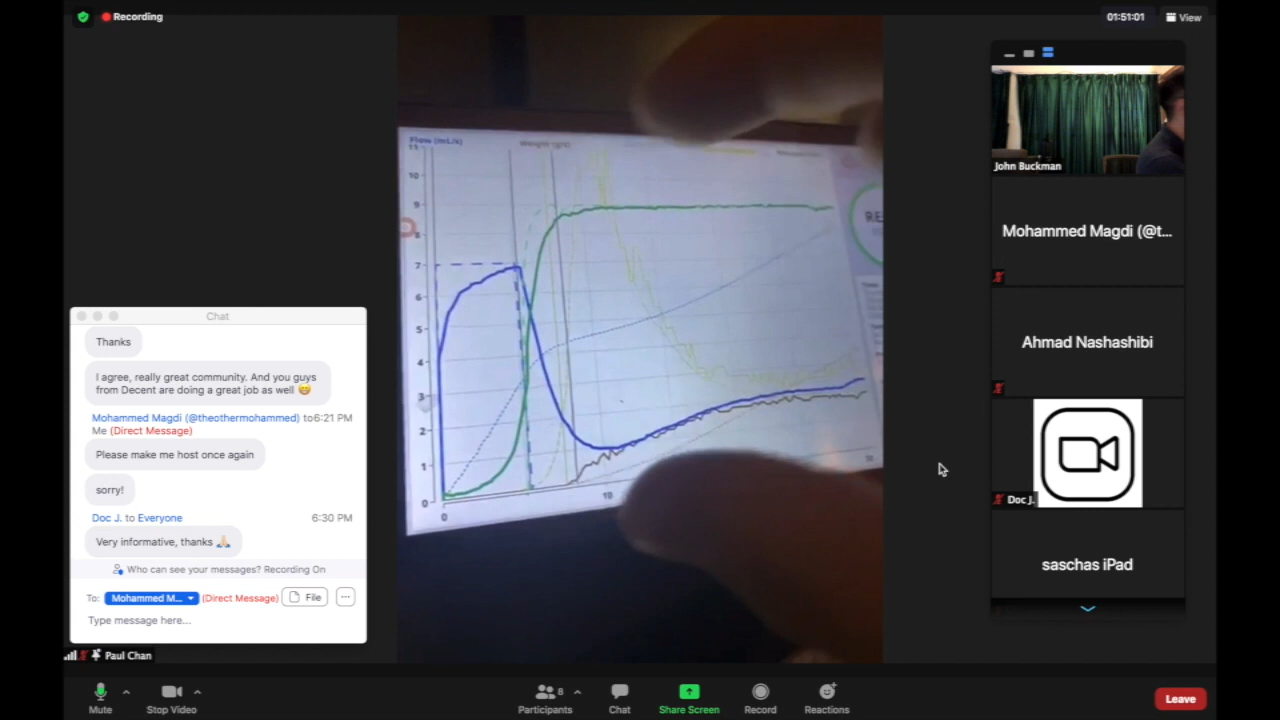 Recording
01:51:01
View
John Buckman
Mohammed Magdi (@t...
Ahmad Nashashibi
Doc J.
saschas iPad
Flow (mL/s)
11
10
9
8
7
6
5
4
3
2
1
0
0
10
Chat
Thanks
I agree, really great community. And you guys
from Decent are doing a great job as well 😄
Mohammed Magdi (@theothermohammed) to 6:21 PM
Me (Direct Message)
Please make me host once again
sorry!
Doc J. to Everyone 6:30 PM
Very informative, thanks 🙏🏻
Who can see your messages? Recording On
To: Mohammed M... (Direct Message) File ...
Type message here...
Paul Chan
Mute
Stop Video
Participants
8
Chat
Share Screen
Record
Reactions
Leave